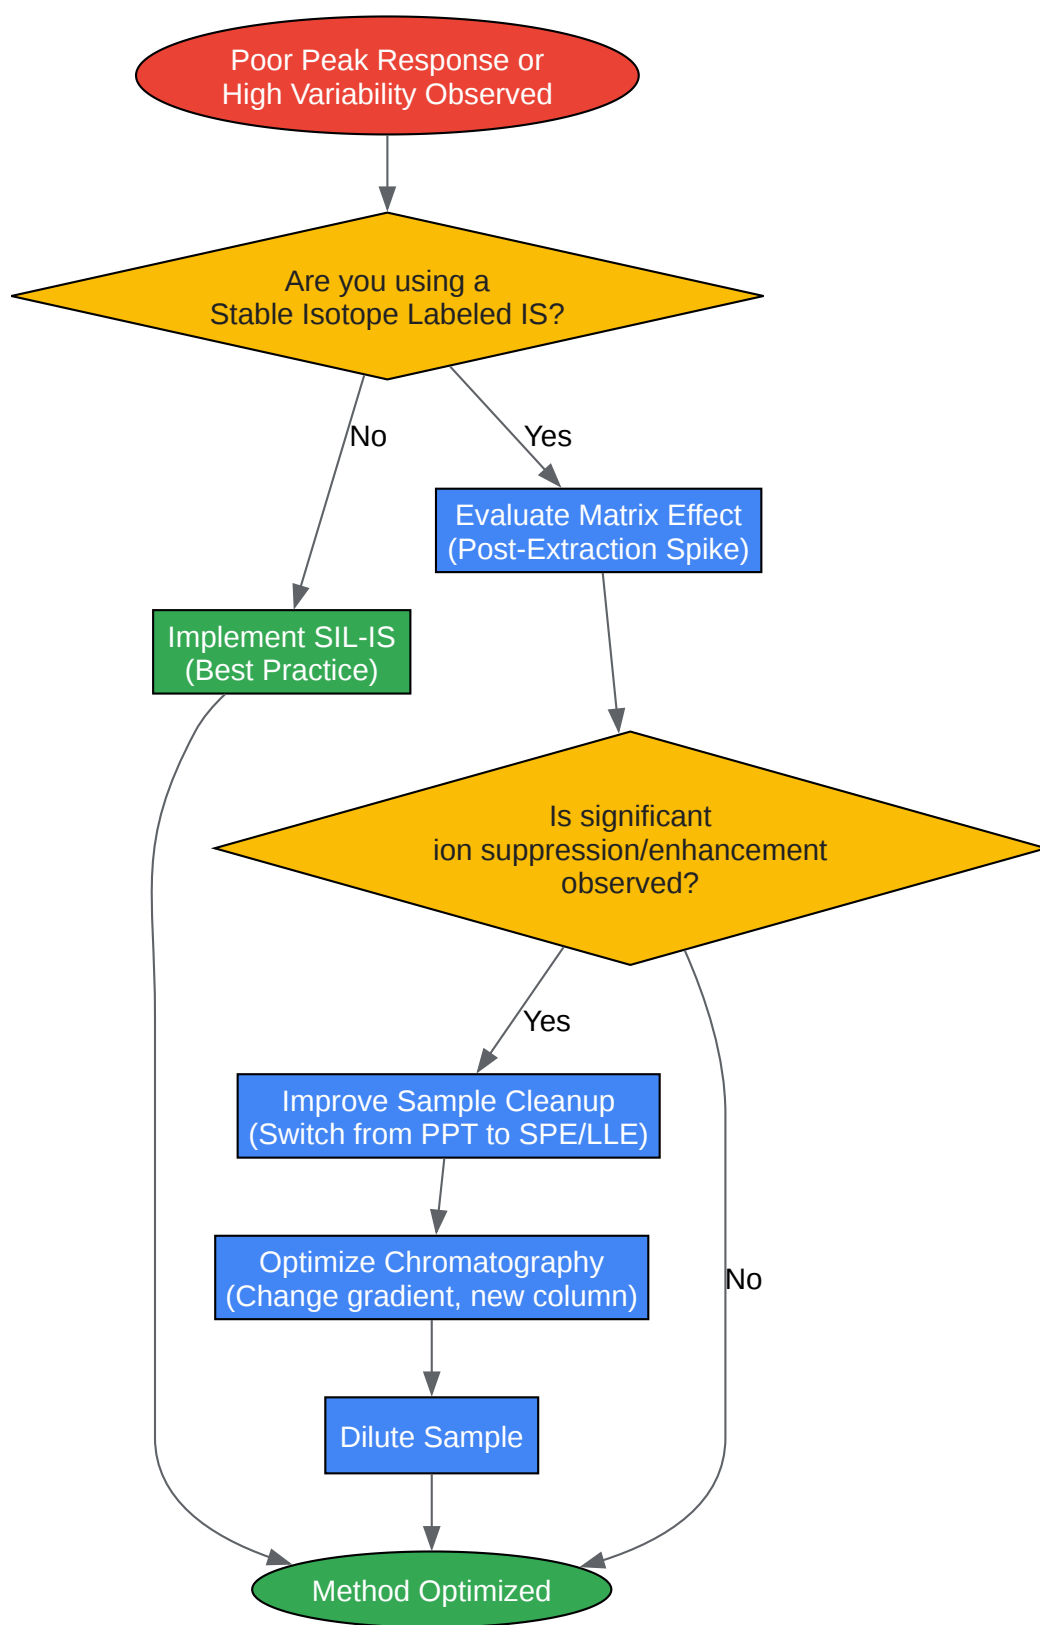 Poor Peak Response or
High Variability Observed
Are you using a
Stable Isotope Labeled IS?
No
Yes
Evaluate Matrix Effect
(Post-Extraction Spike)
Implement SIL-IS
(Best Practice)
Is significant
ion suppression/enhancement
observed?
Yes
Improve Sample Cleanup
(Switch from PPT to SPE/LLE)
Optimize Chromatography
(Change gradient, new column)
No
Dilute Sample
Method Optimized